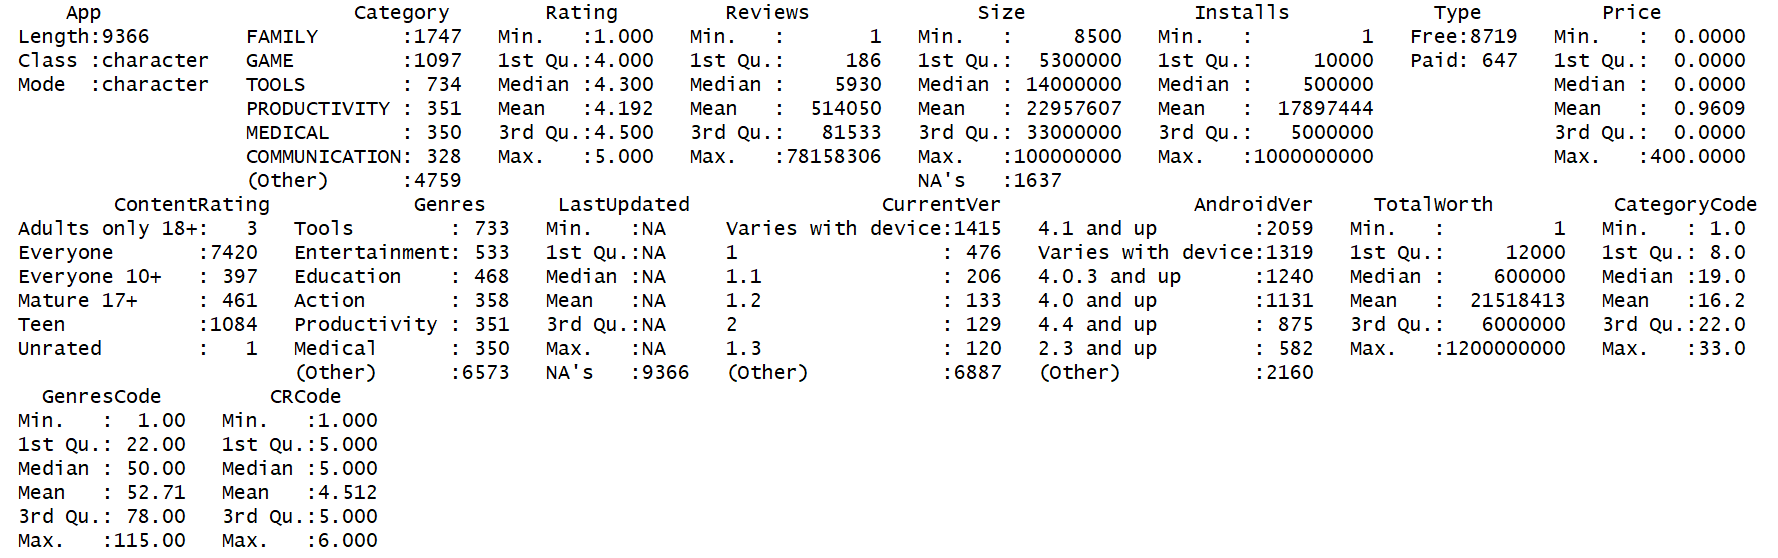 App                     Category        Rating         Reviews                     Size                 Installs            Type          Price
Length:9366        FAMILY       :1747   Min.   :1.000   Min.   :       1   Min.   :     8500   Min.   :         1   Free:8719   Min.   :  0.0000
Class :character   GAME         :1097   1st Qu.:4.000   1st Qu.:     186   1st Qu.:  5300000   1st Qu.:     10000   Paid: 647   1st Qu.:  0.0000
Mode  :character   TOOLS        : 734   Median :4.300   Median :    5930   Median : 14000000   Median :    500000               Median :  0.0000
                   PRODUCTIVITY : 351   Mean   :4.192   Mean   :  514050   Mean   : 22957607   Mean   :  17897444               Mean   :  0.9609
                   MEDICAL      : 350   3rd Qu.:4.500   3rd Qu.:   81533   3rd Qu.: 33000000   3rd Qu.:   5000000               3rd Qu.:  0.0000
                   COMMUNICATION: 328   Max.   :5.000   Max.   :78158306   Max.   :100000000   Max.   :1000000000               Max.   :400.0000
                   (Other)      :4759                                      NA's   :1637
        ContentRating            Genres      LastUpdated                CurrentVer                AndroidVer     TotalWorth          CategoryCode
Adults only 18+:   3   Tools        : 733   Min.   :NA     Varies with device:1415   4.1 and up        :2059   Min.   :         1   Min.   : 1.0
Everyone       :7420   Entertainment: 533   1st Qu.:NA     1                 : 476   Varies with device:1319   1st Qu.:     12000   1st Qu.: 8.0
Everyone 10+   : 397   Education    : 468   Median :NA     1.1               : 206   4.0.3 and up      :1240   Median :    600000   Median :19.0
Mature 17+     : 461   Action       : 358   Mean   :NA     1.2               : 133   4.0 and up        :1131   Mean   :  21518413   Mean   :16.2
Teen           :1084   Productivity : 351   3rd Qu.:NA     2                 : 129   4.4 and up        : 875   3rd Qu.:   6000000   3rd Qu.:22.0
Unrated        :   1   Medical      : 350   Max.   :NA     1.3               : 120   2.3 and up        : 582   Max.   :1200000000   Max.   :33.0
                       (Other)      :6573   NA's   :9366   (Other)           :6887   (Other)           :2160
  GenresCode         CRCode
Min.   :  1.00   Min.   :1.000
1st Qu.: 22.00   1st Qu.:5.000
Median : 50.00   Median :5.000
Mean   : 52.71   Mean   :4.512
3rd Qu.: 78.00   3rd Qu.:5.000
Max.   :115.00   Max.   :6.000